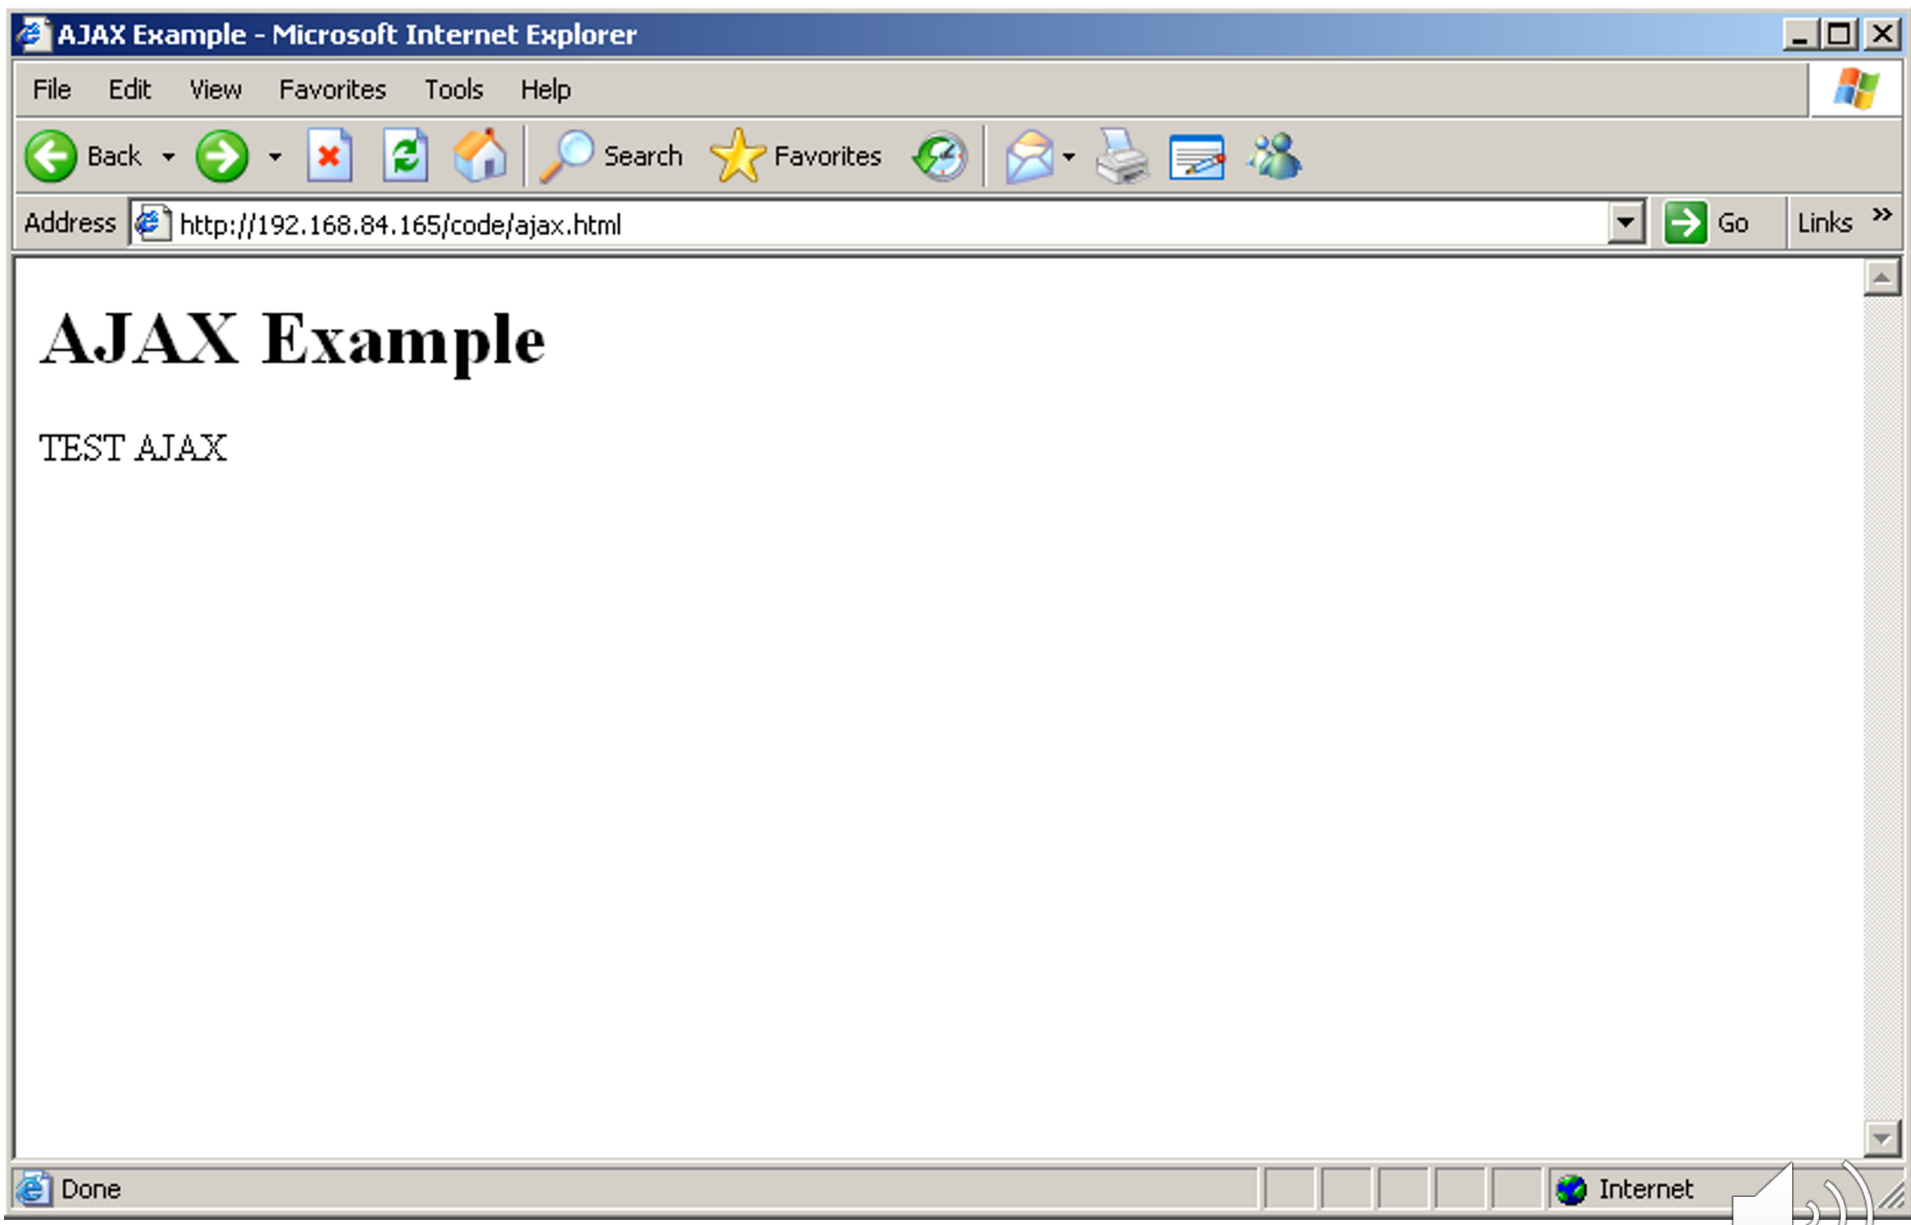 AJAX Example - Microsoft Internet Explorer
File Edit View Favorites Tools Help
Back Search Favorites
Address http://192.168.84.165/code/ajax.html Go Links »
AJAX Example
TEST AJAX
Done Internet